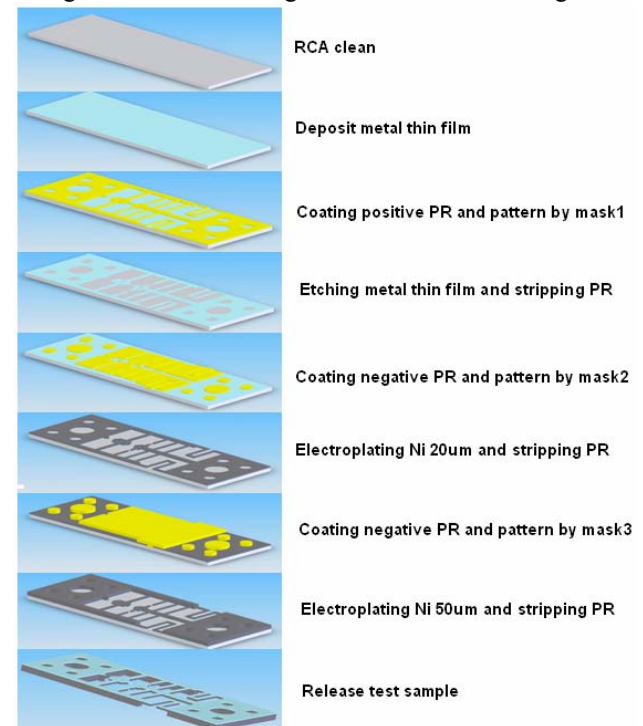 RCA clean
Deposit metal thin film
Coating positive PR and pattern by mask1
Etching metal thin film and stripping PR
Coating negative PR and pattern by mask2
Electroplating Ni 20um and stripping PR
Coating negative PR and pattern by mask3
Electroplating Ni 50um and stripping PR
Release test sample